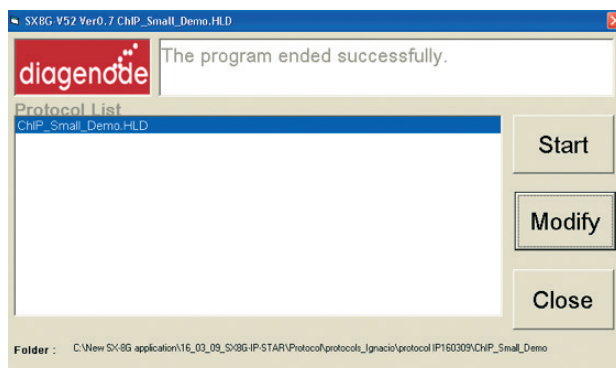 SX8G-V52 Ver0.7 ChIP_Small_Demo.HLD
diagenode
The program ended successfully.
Protocol List
ChIP_Small_Demo.HLD
Start
Modify
Close
Folder : C:\New SX-8G application\16_03_09_SX8G-IP-STAR\Protocol\protocols_Ignacio\protocol IP160309\ChIP_Small_Demo